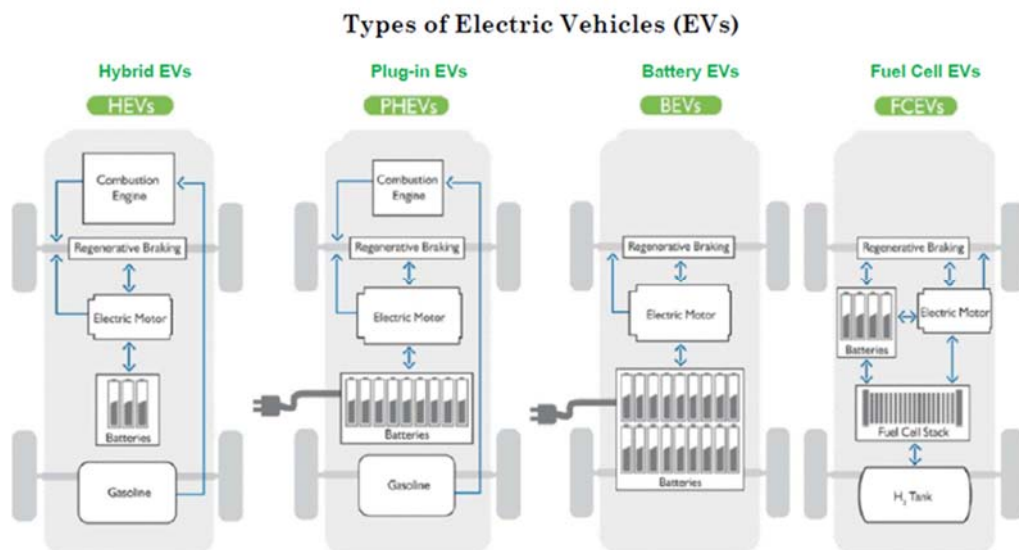 Types of Electric Vehicles (EVs)
Hybrid EVs
HEVs
Combustion
Engine
Regenerative Braking
Electric Motor
Batteries
Gasoline
Plug-in EVs
PHEVs
Combustion
Engine
Regenerative Braking
Electric Motor
Batteries
Gasoline
Battery EVs
BEVs
Regenerative Braking
Electric Motor
Batteries
Fuel Cell EVs
FCEVs
Regenerative Braking
Electric Motor
Batteries
Fuel Cell Stack
H₂ Tank